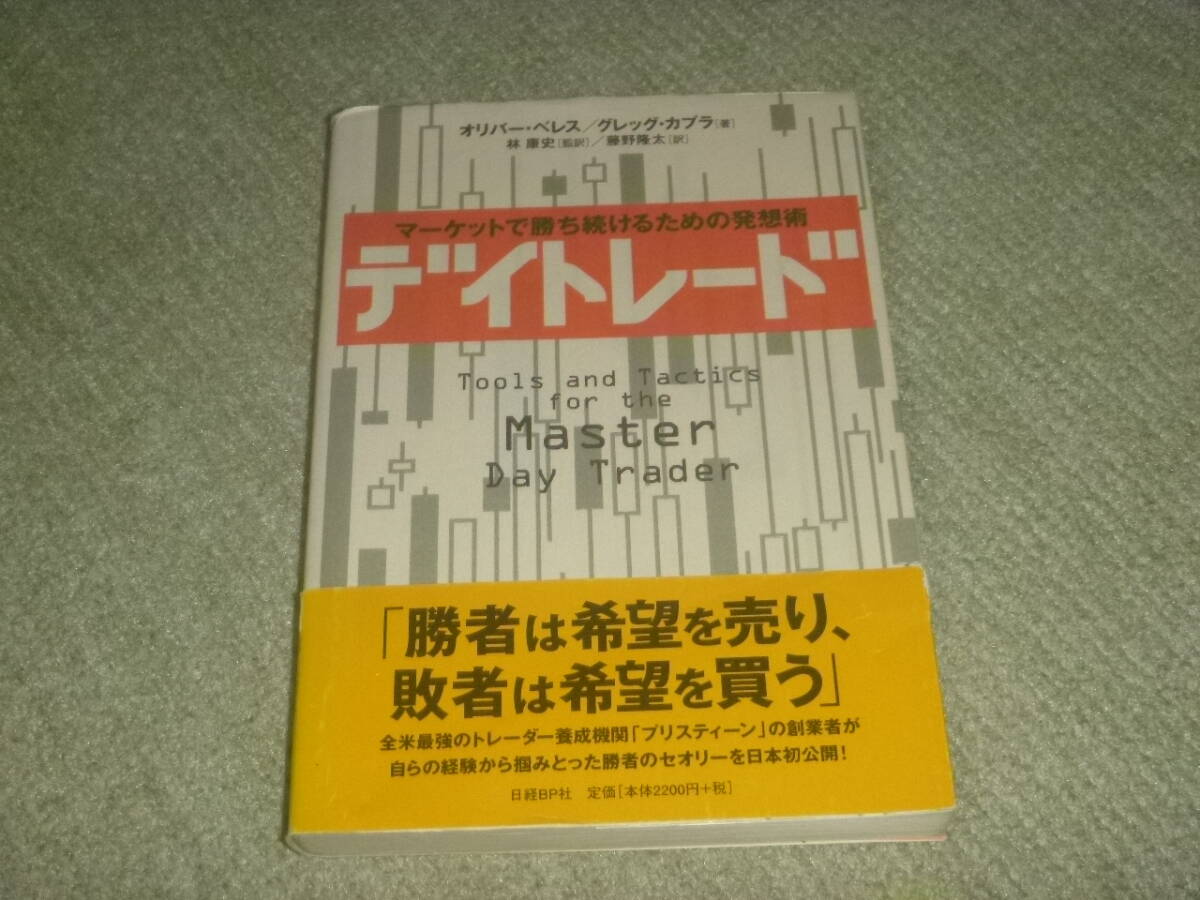 オリバー・ベレス／グレッグ・カプラ[著]
林 康史[監訳]／藤野隆太[訳]
マーケットで勝ち続けるための発想術
デイトレード
Tools and Tactics
for the
Master
Day Trader
「勝者は希望を売り、
敗者は希望を買う」
全米最強のトレーダー養成機関「プリスティーン」の創業者が
自らの経験から掴みとった勝者のセオリーを日本初公開！
日経BP社 定価[本体2200円+税]